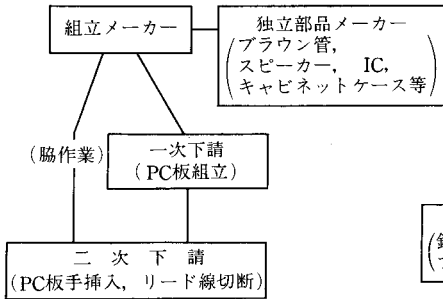 組立メーカー
独立部品メーカー
(ブラウン管,
スピーカー, IC,
キャビネットケース等)
(脇作業)
一次下請
(PC板組立)
二次下請
(PC板手挿入, リード線切断)